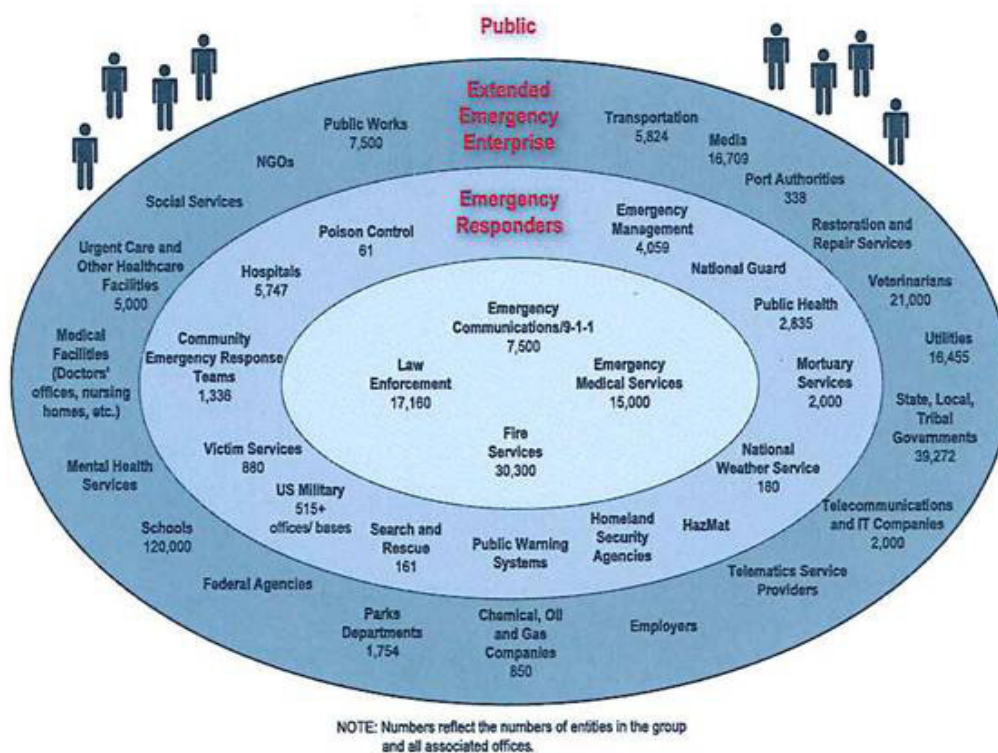 Public
Extended
Emergency
Enterprise
Public Works
7,500
NGOs
Social Services
Urgent Care and
Other Healthcare
Facilities
5,000
Medical
Facilities
(Doctors'
offices, nursing
homes, etc.)
Mental Health
Services
Schools
120,000
Federal Agencies
Parks
Departments
1,754
Chemical, Oil
and Gas
Companies
850
Employers
Telematics Service
Providers
Telecommunications
and IT Companies
2,000
State, Local,
Tribal
Governments
39,272
Utilities
16,455
Veterinarians
21,000
Restoration and
Repair Services
Port Authorities
338
Media
16,709
Transportation
5,824
Emergency
Responders
Poison Control
61
Hospitals
5,747
Community
Emergency Response
Teams
1,336
Victim Services
880
US Military
515+
offices/ bases
Search and
Rescue
161
Public Warning
Systems
Homeland
Security
Agencies
HazMat
National
Weather Service
180
Mortuary
Services
2,000
Public Health
2,835
National Guard
Emergency
Management
4,059
Emergency
Communications/9-1-1
7,500
Law
Enforcement
17,160
Emergency
Medical Services
15,000
Fire
Services
30,300
NOTE: Numbers reflect the numbers of entities in the group
and all associated offices.